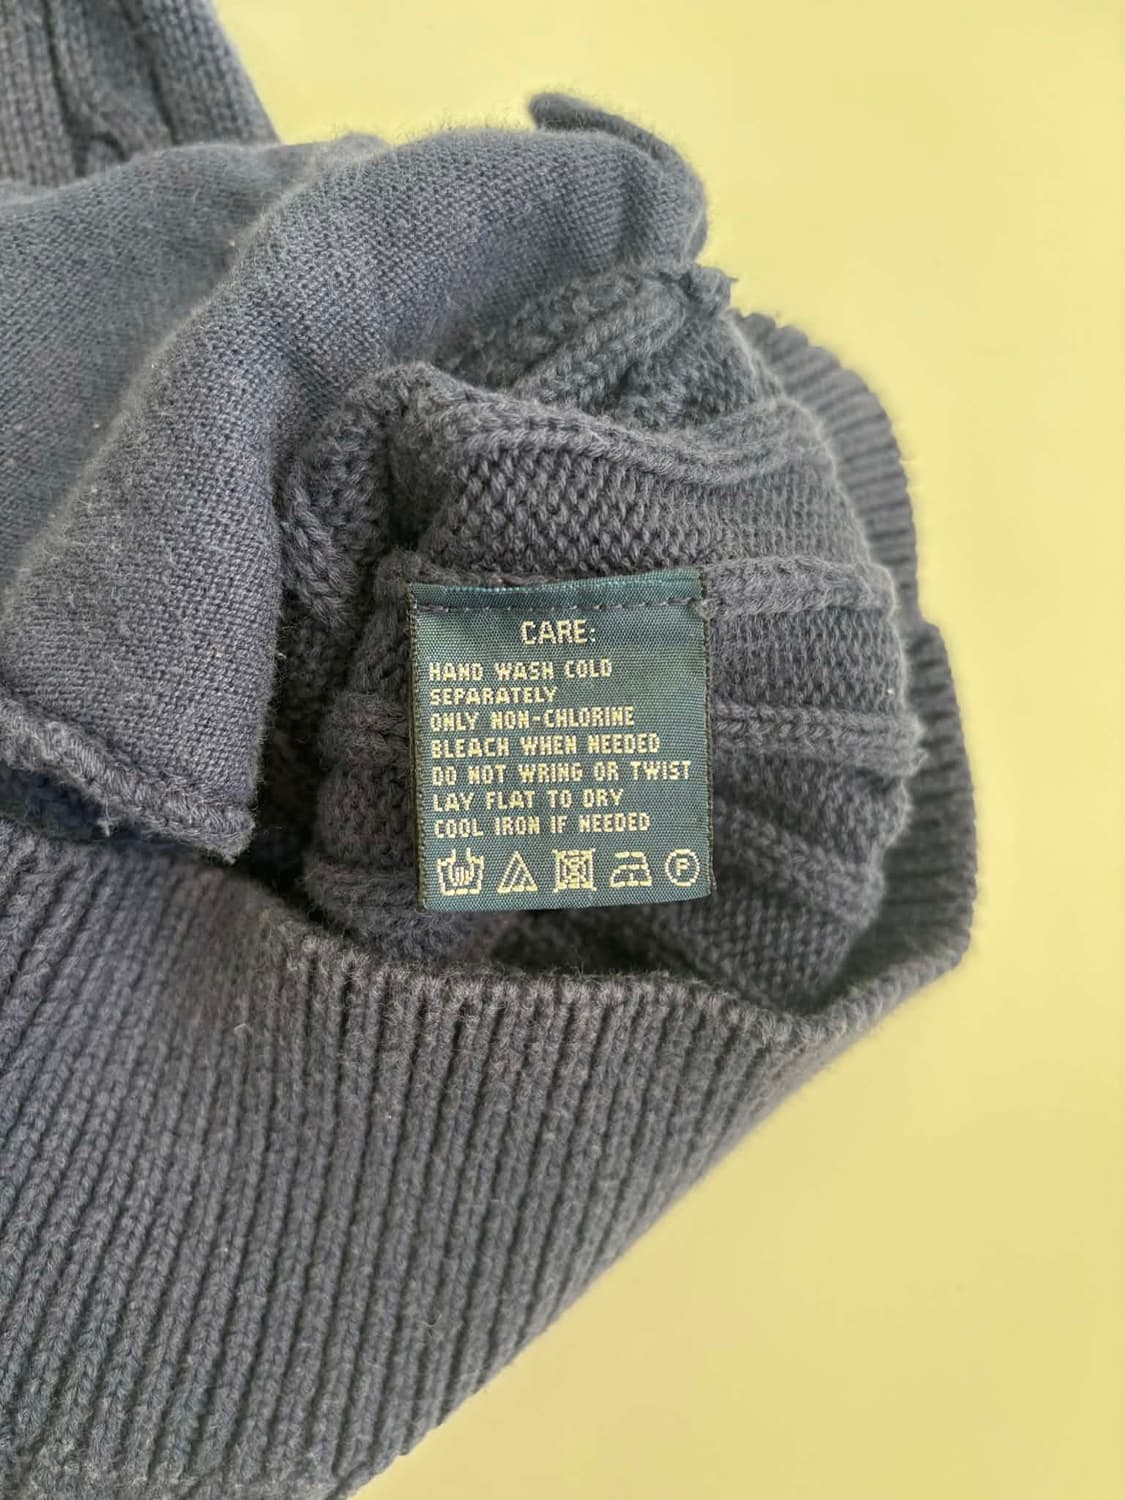 CARE:
HAND WASH COLD
SEPARATELY
ONLY NON-CHLORINE
BLEACH WHEN NEEDED
DO NOT WRING OR TWIST
LAY FLAT TO DRY
COOL IRON IF NEEDED
P